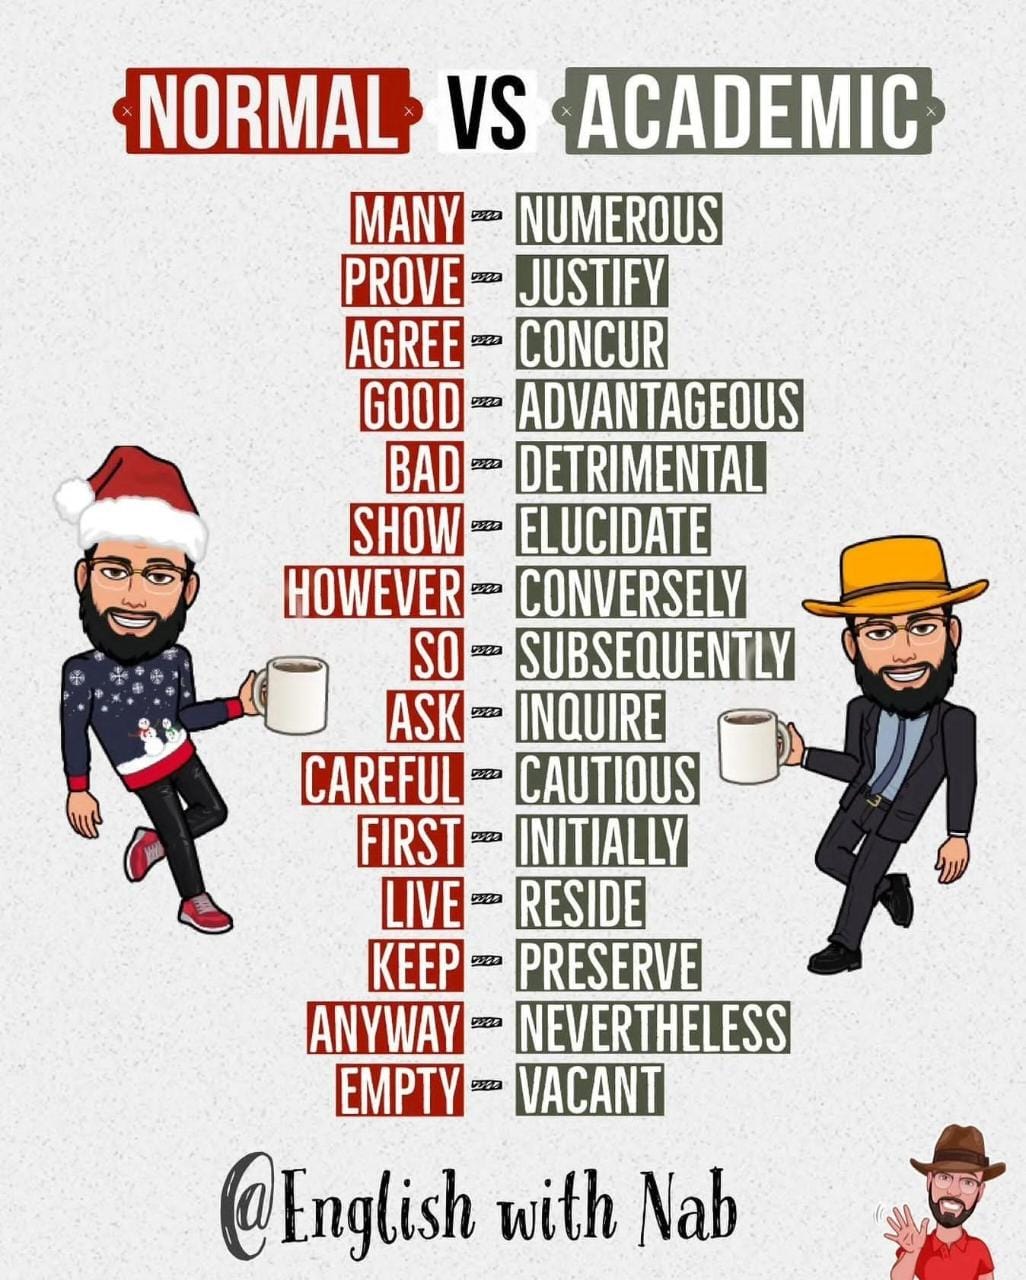 NORMAL VS ACADEMIC
MANY = NUMEROUS
PROVE = JUSTIFY
AGREE = CONCUR
GOOD = ADVANTAGEOUS
BAD = DETRIMENTAL
SHOW = ELUCIDATE
HOWEVER = CONVERSELY
SO = SUBSEQUENTLY
ASK = INQUIRE
CAREFUL = CAUTIOUS
FIRST = INITIALLY
LIVE = RESIDE
KEEP = PRESERVE
ANYWAY = NEVERTHELESS
EMPTY = VACANT
@English with Nab